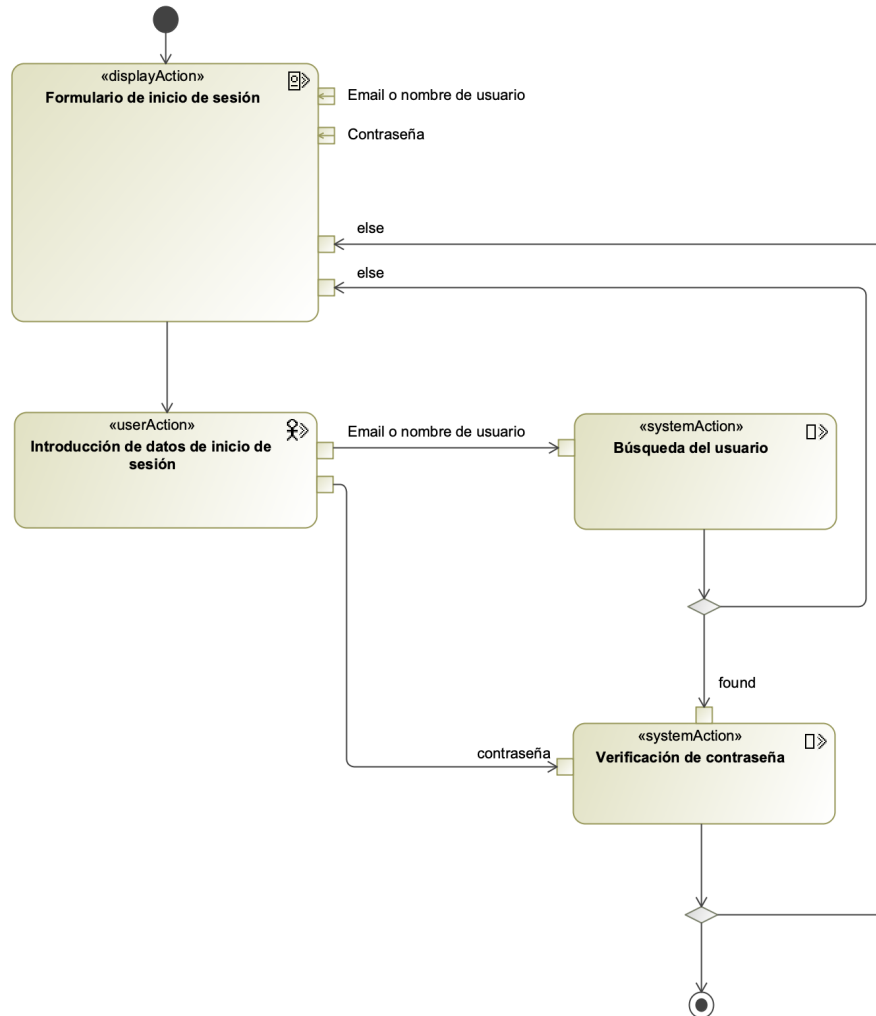 «displayAction»
Formulario de inicio de sesión
Email o nombre de usuario
Contraseña
else
else
«userAction»
Introducción de datos de inicio de
sesión
Email o nombre de usuario
«systemAction»
Búsqueda del usuario
found
«systemAction»
Verificación de contraseña
contraseña